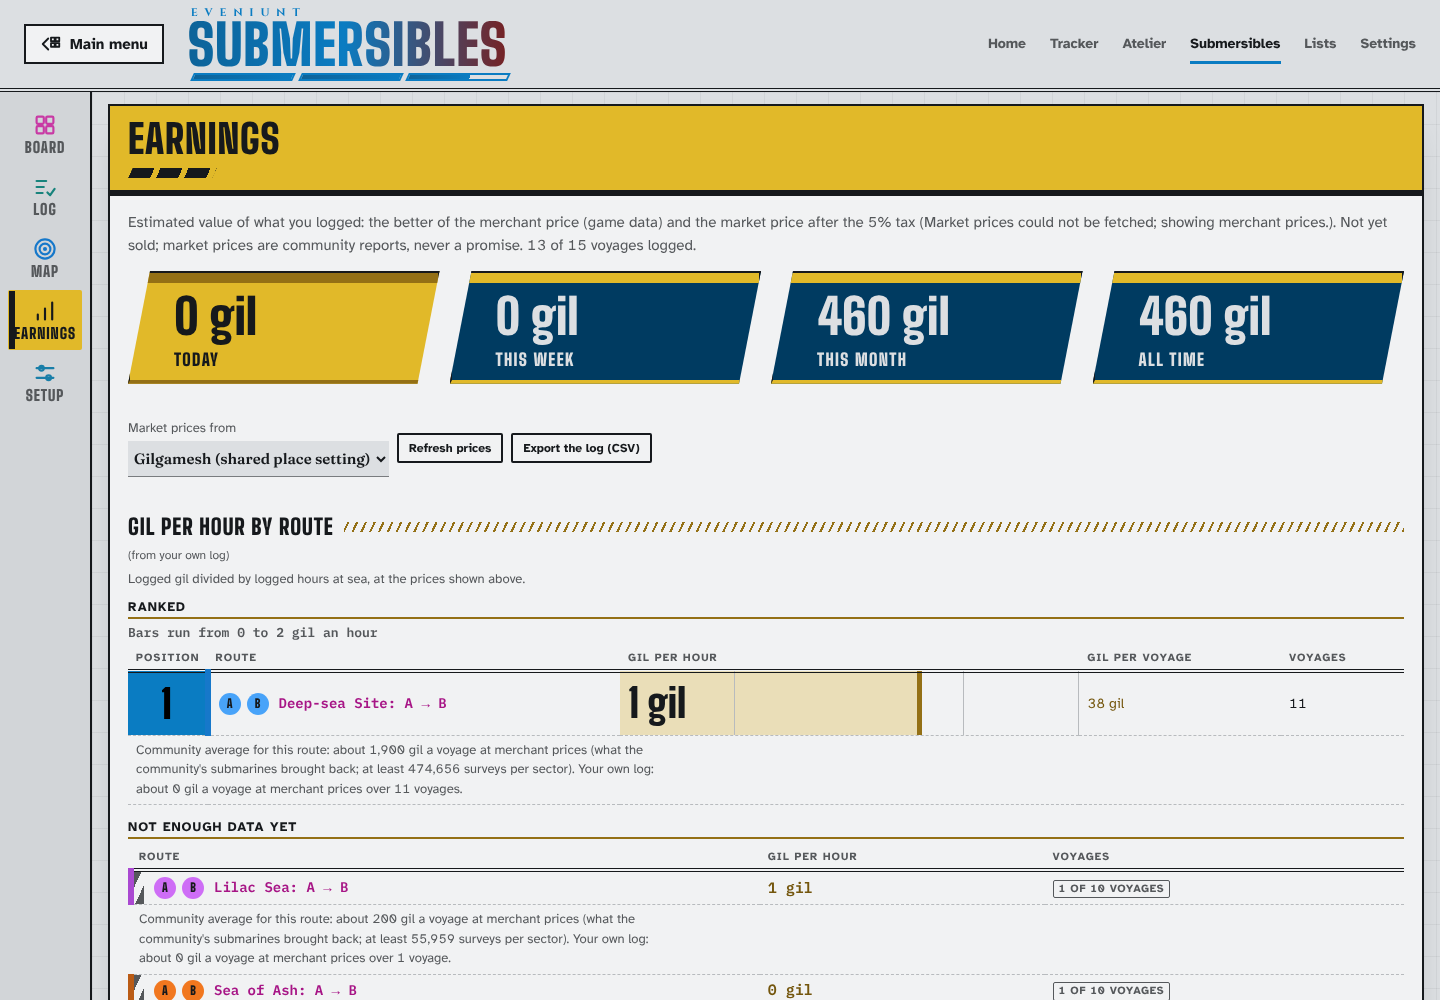 Main menu
EVENIUNT
SUBMERSIBLES
Home
Tracker
Atelier
Submersibles
Lists
Settings
BOARD
LOG
MAP
EARNINGS
SETUP
EARNINGS
Estimated value of what you logged: the better of the merchant price (game data) and the market price after the 5% tax (Market prices could not be fetched; showing merchant prices.). Not yet
sold; market prices are community reports, never a promise. 13 of 15 voyages logged.
0 gil
TODAY
0 gil
THIS WEEK
460 gil
THIS MONTH
460 gil
ALL TIME
Market prices from
Gilgamesh (shared place setting)
Refresh prices
Export the log (CSV)
GIL PER HOUR BY ROUTE
(from your own log)
Logged gil divided by logged hours at sea, at the prices shown above.
RANKED
Bars run from 0 to 2 gil an hour
POSITION ROUTE GIL PER HOUR GIL PER VOYAGE VOYAGES
1 A B Deep-sea Site: A → B 1 gil 38 gil 11
Community average for this route: about 1,900 gil a voyage at merchant prices (what the
community's submarines brought back; at least 474,656 surveys per sector). Your own log:
about 0 gil a voyage at merchant prices over 11 voyages.
NOT ENOUGH DATA YET
ROUTE GIL PER HOUR VOYAGES
A B Lilac Sea: A → B 1 gil 1 OF 10 VOYAGES
Community average for this route: about 200 gil a voyage at merchant prices (what the
community's submarines brought back; at least 55,959 surveys per sector). Your own log:
about 0 gil a voyage at merchant prices over 1 voyage.
A B Sea of Ash: A → B 0 gil 1 OF 10 VOYAGES